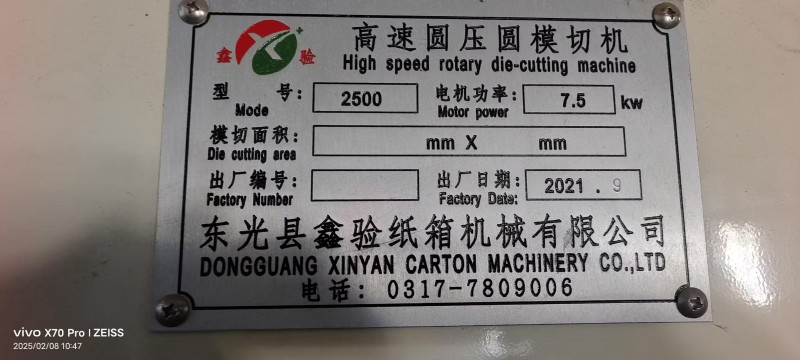 鑫 验
高速圆压圆模切机
High speed rotary die-cutting machine
型 号: 2500 电机功率: 7.5 kw
Mode Motor power
模切面积: mm X mm
Die cutting area
出厂编号: 出厂日期: 2021 . 9
Factory Number Factory Date:
东光县鑫验纸箱机械有限公司
DONGGUANG XINYAN CARTON MACHINERY CO.,LTD
电话: 0317-7809006
vivo X70 Pro | ZEISS
2025/02/08 10:47